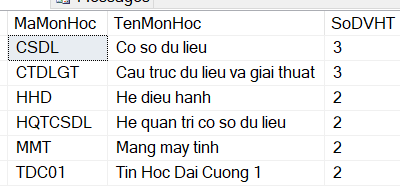 Messages
MaMonHoc TenMonHoc SoDVHT
CSDL Co so du lieu 3
CTDLGT Cau truc du lieu va giai thuat 3
HHD He dieu hanh 2
HQTCSDL He quan tri co so du lieu 2
MMT Mang may tinh 2
TDC01 Tin Hoc Dai Cuong 1 2